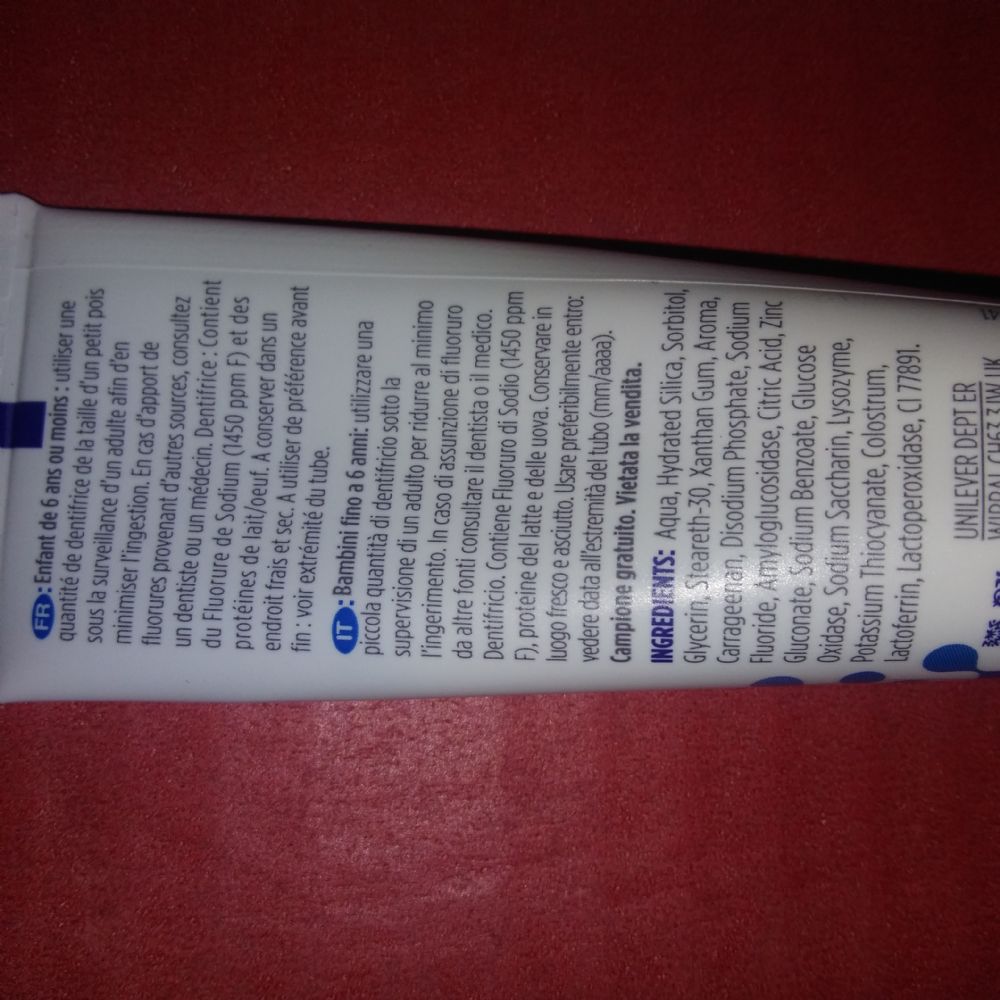 FR : Enfant de 6 ans ou moins : utiliser une
quantité de dentifrice de la taille d'un petit pois
sous la surveillance d'un adulte afin d'en
minimiser l'ingestion. En cas d'apport de
fluorures provenant d'autres sources, consultez
un dentiste ou un médecin. Dentifrice : Contient
du Fluorure de Sodium (1450 ppm F) et des
protéines de lait/oeuf. A conserver dans un
endroit frais et sec. A utiliser de préférence avant
fin : voir extrémité du tube.
IT : Bambini fino a 6 anni: utilizzare una
piccola quantità di dentifricio sotto la
supervisione di un adulto per ridurre al minimo
l'ingerimento. In caso di assunzione di fluoruro
da altre fonti consultare il dentista o il medico.
Dentifricio. Contiene Fluoruro di Sodio (1450 ppm
F), proteine del latte e delle uova. Conservare in
luogo fresco e asciutto. Usare preferibilmente entro:
vedere data all'estremità del tubo (mm/aaaa).
Campione gratuito. Vietata la vendita.
INGREDIENTS: Aqua, Hydrated Silica, Sorbitol,
Glycerin, Steareth-30, Xanthan Gum, Aroma,
Carrageenan, Disodium Phosphate, Sodium
Fluoride, Amyloglucosidase, Citric Acid, Zinc
Gluconate, Sodium Benzoate, Glucose
Oxidase, Sodium Saccharin, Lysozyme,
Potassium Thiocyanate, Colostrum,
Lactoferrin, Lactoperoxidase, CI 77891.
UNILEVER DEPT ER
WIRRAL CH63 3JW UK